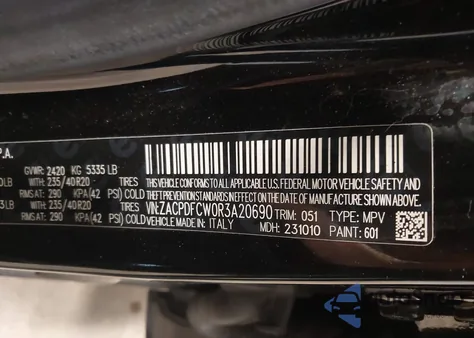 P.A.
GVWR: 2420 KG 5335 LB
0LB WITH 235/40R20 TIRES
RIMS AT: 290 KPA(42 PSI) COLD
3 LB WITH 235/40R20 TIRES
RIMS AT: 290 KPA(42 PSI) COLD
THIS VEHICLE CONFORMS TO ALL APPLICABLE U.S. FEDERAL MOTOR VEHICLE SAFETY AND
THEFT PREVENTION STANDARDS IN EFFECT ON THE DATE OF MANUFACTURE SHOWN ABOVE.
VIN:ZACPDFCW0R3A20690 TRIM: 051 TYPE: MPV
VEHICLE MADE IN: ITALY MDH: 231010 PAINT: 601